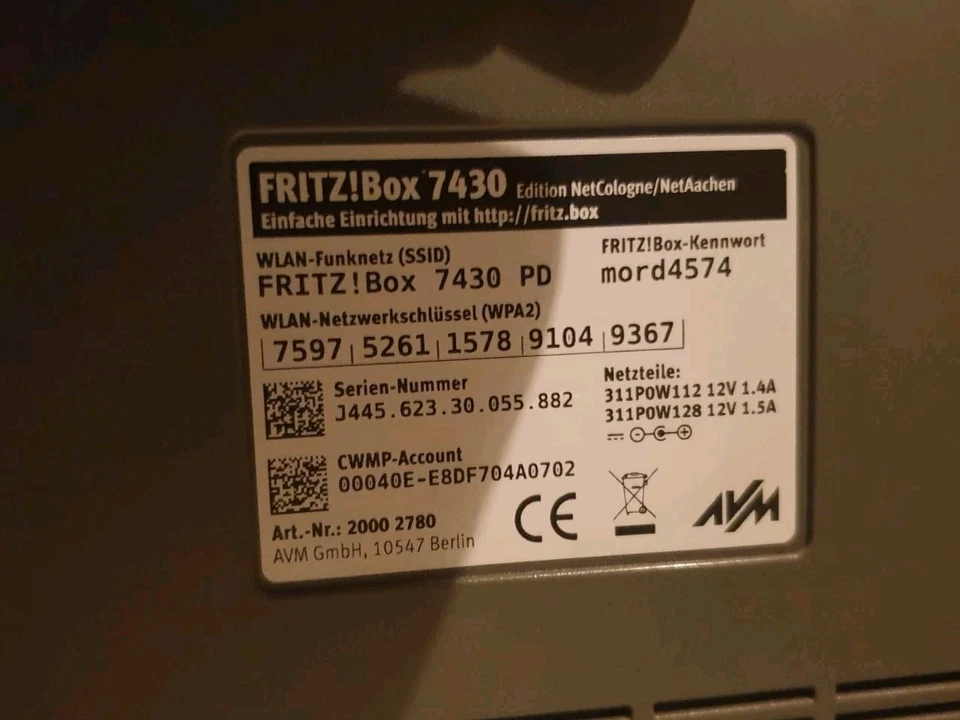 FRITZ!Box 7430 Edition NetCologne/NetAachen
Einfache Einrichtung mit http://fritz.box
WLAN-Funknetz (SSID)
FRITZ!Box 7430 PD
FRITZ!Box-Kennwort
mord4574
WLAN-Netzwerkschlüssel (WPA2)
7597 | 5261 | 1578 | 9104 | 9367
Serien-Nummer
J445.623.30.055.882
Netzteile:
311POW112 12V 1.4A
311POW128 12V 1.5A
CWMP-Account
00040E-E8DF704A0702
Art.-Nr.: 2000 2780
AVM GmbH, 10547 Berlin
CE
AVM